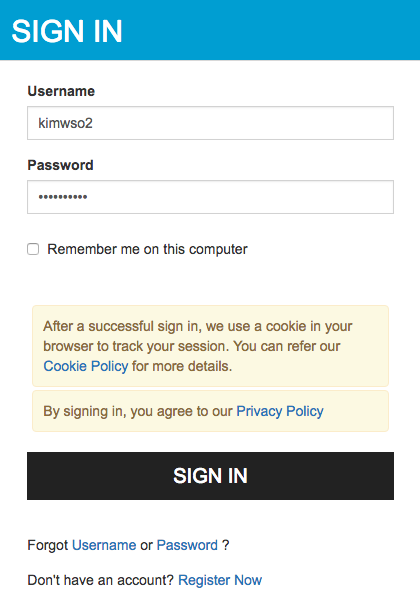 SIGN IN
Username
kimwso2
Password
••••••••••
Remember me on this computer
After a successful sign in, we use a cookie in your
browser to track your session. You can refer our
Cookie Policy for more details.
By signing in, you agree to our Privacy Policy
SIGN IN
Forgot Username or Password ?
Don't have an account? Register Now